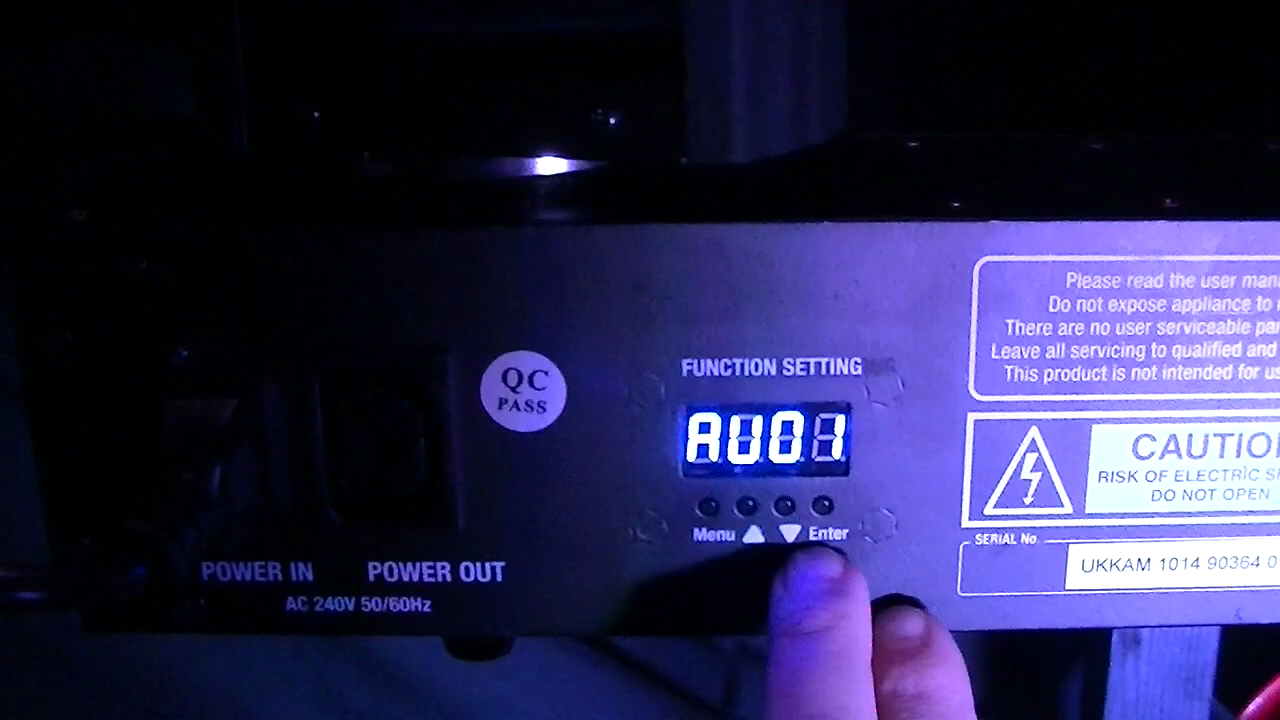 QC
PASS
FUNCTION SETTING
AU01
Menu Enter
POWER IN POWER OUT
AC 240V 50/60Hz
Please read the user
Do not expose appliance to
There are no user serviceable
Leave all servicing to qualified and
This product is not intended for
CAUTIO
RISK OF ELECTRIC
DO NOT OPEN
SERIAL No.
UKKAM 1014 90364 0